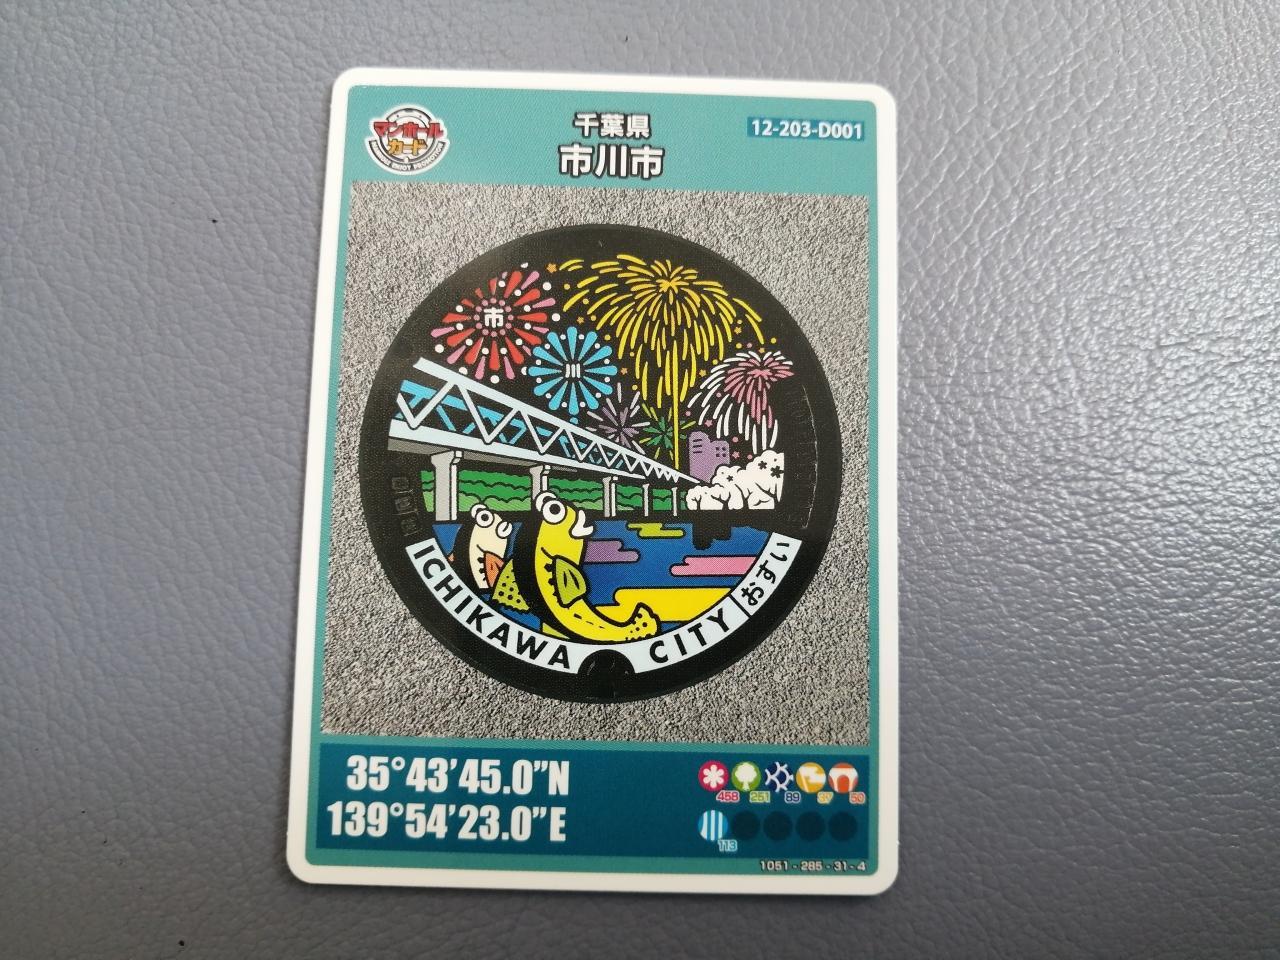 マンホール
カード
千葉県
市川市
12-203-D001
市
川
ICHIKAWA CITY おすい
35°43’45.0”N
139°54’23.0”E
458 251 89 37 50
113
1051 - 285 - 31 - 4